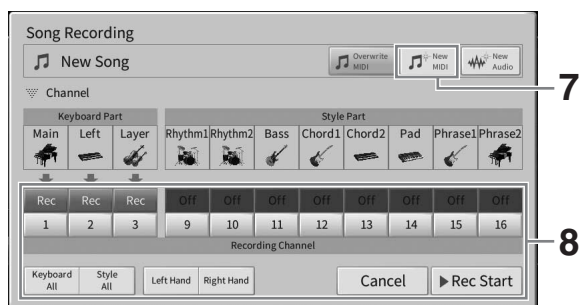 Song Recording
New Song
Overwrite
MIDI
New
MIDI
New
Audio
7
Channel
Keyboard Part
Style Part
Main Left Layer Rhythm1 Rhythm2 Bass Chord1 Chord2 Pad Phrase1 Phrase2
Rec Rec Rec Off Off Off Off Off Off Off Off
1 2 3 9 10 11 12 13 14 15 16
8
Recording Channel
Keyboard
All
Style
All
Left Hand Right Hand
Cancel
Rec Start